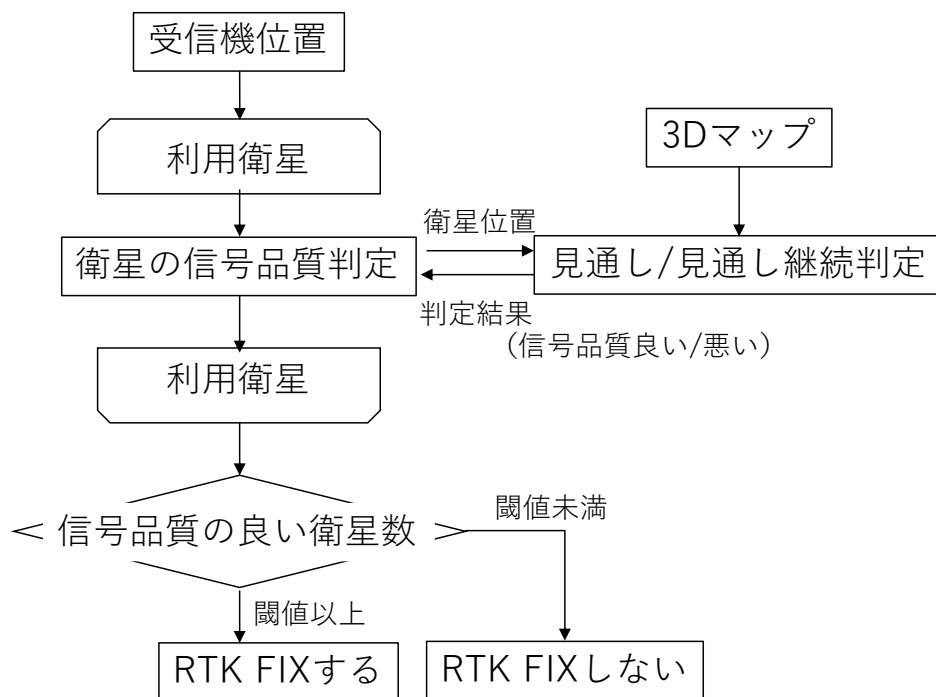 受信機位置
利用衛星
3Dマップ
衛星の信号品質判定
衛星位置
見通し/見通し継続判定
判定結果
(信号品質良い/悪い)
利用衛星
信号品質の良い衛星数
閾値未満
閾値以上
RTK FIXする
RTK FIXしない